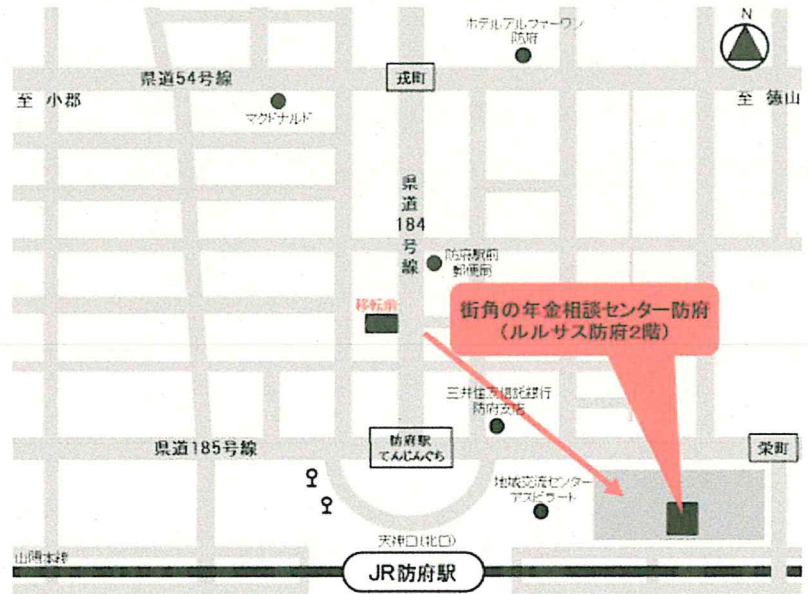 ホテルアルファーワン
防府
N
県道54号線
戎町
至 小郡
マクドナルド
至 徳山
県道184号線
防府駅前
郵便局
移転前
街角の年金相談センター防府
(ルルサス防府2階)
三井住友信託銀行
防府支店
県道185号線
防府駅
てんじんぐち
栄町
地域交流センター
アスピラート
天神口(北口)
山陽本線
JR防府駅